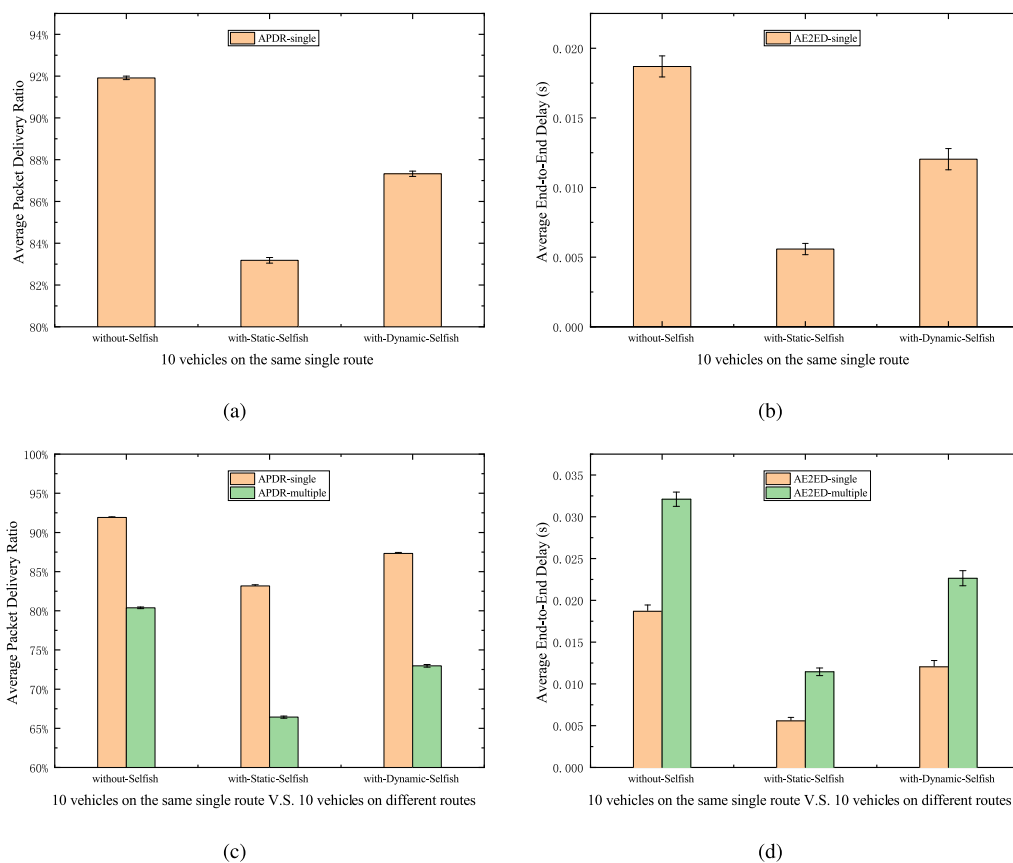 APDR-single
94%
92%
90%
88%
86%
84%
82%
80%
Average Packet Delivery Ratio
without-Selfish
with-Static-Selfish
with-Dynamic-Selfish
10 vehicles on the same single route
(a)
AE2ED-single
0.020
0.015
0.010
0.005
0.000
Average End-to-End Delay (s)
without-Selfish
with-Static-Selfish
with-Dynamic-Selfish
10 vehicles on the same single route
(b)
APDR-single
APDR-multiple
100%
95%
90%
85%
80%
75%
70%
65%
60%
Average Packet Delivery Ratio
without-Selfish
with-Static-Selfish
with-Dynamic-Selfish
10 vehicles on the same single route V.S. 10 vehicles on different routes
(c)
AE2ED-single
AE2ED-multiple
0.035
0.030
0.025
0.020
0.015
0.010
0.005
0.000
Average End-to-End Delay (s)
without-Selfish
with-Static-Selfish
with-Dynamic-Selfish
10 vehicles on the same single route V.S. 10 vehicles on different routes
(d)